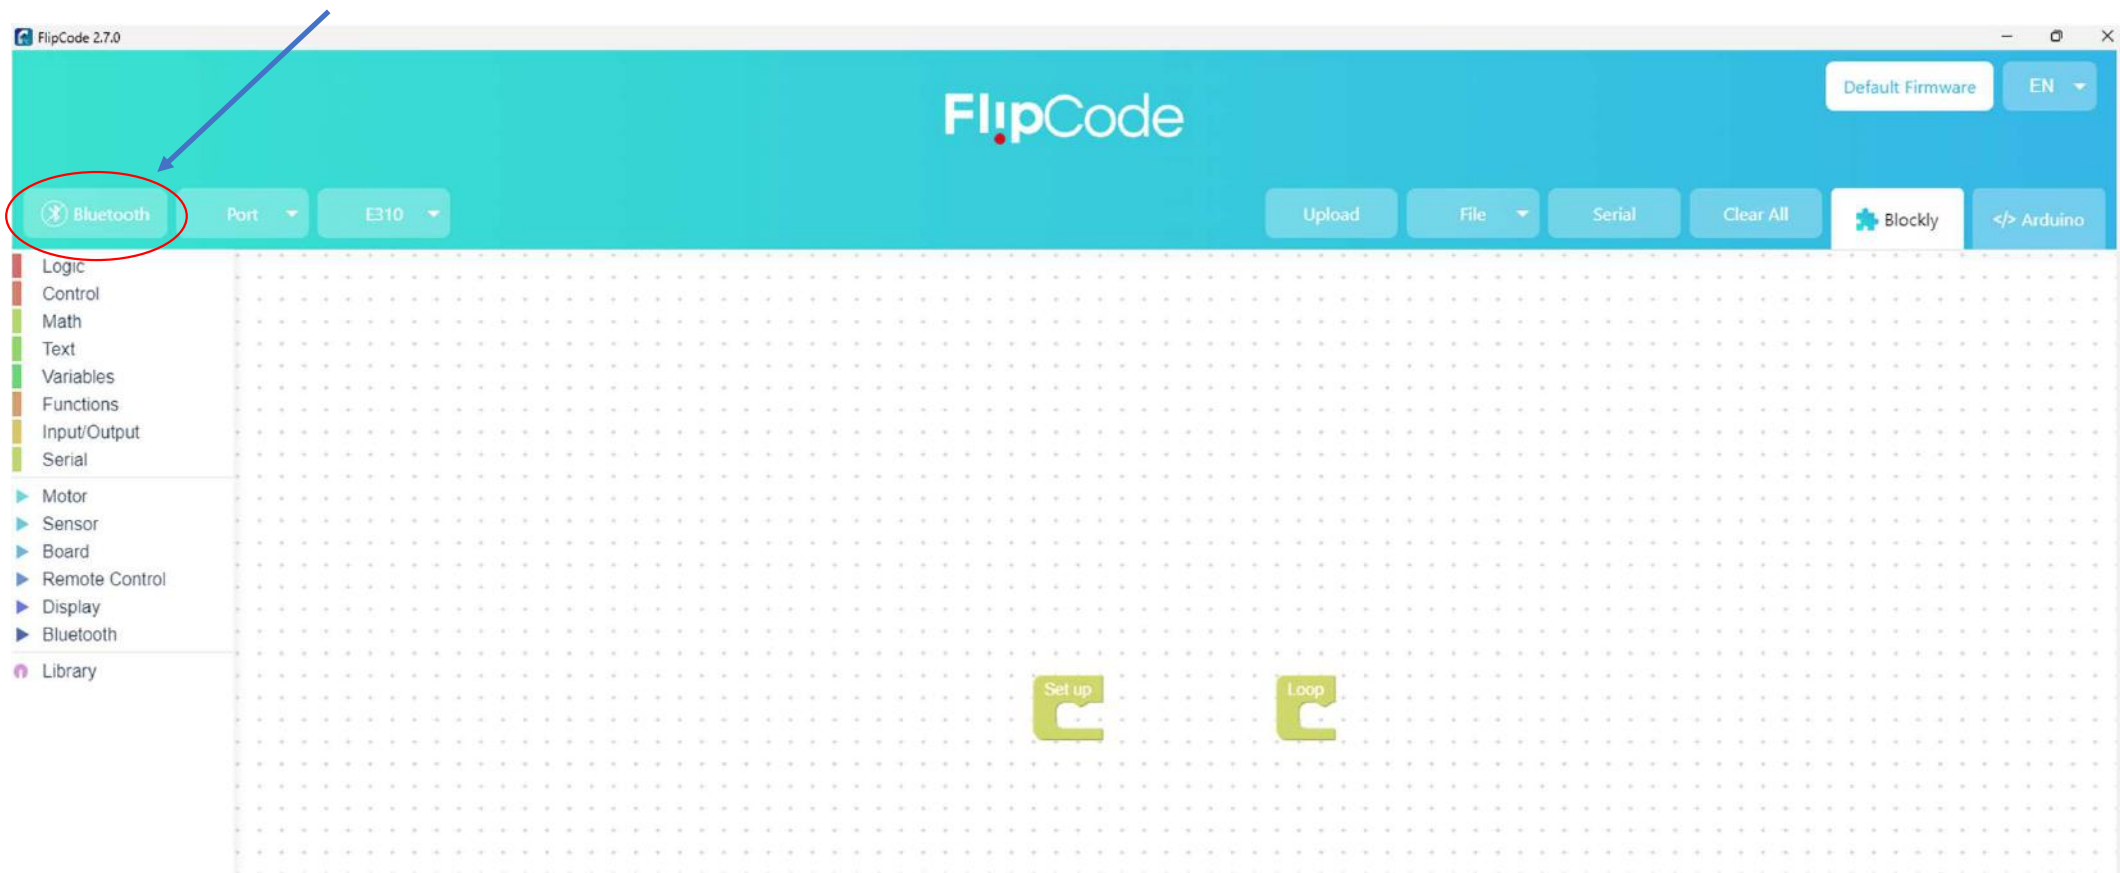 FlipCode 2.7.0
FlipCode
Default Firmware
EN
Bluetooth
Port
E310
Upload
File
Serial
Clear All
Blockly
</> Arduino
Logic
Control
Math
Text
Variables
Functions
Input/Output
Serial
Motor
Sensor
Board
Remote Control
Display
Bluetooth
Library
Set up
Loop